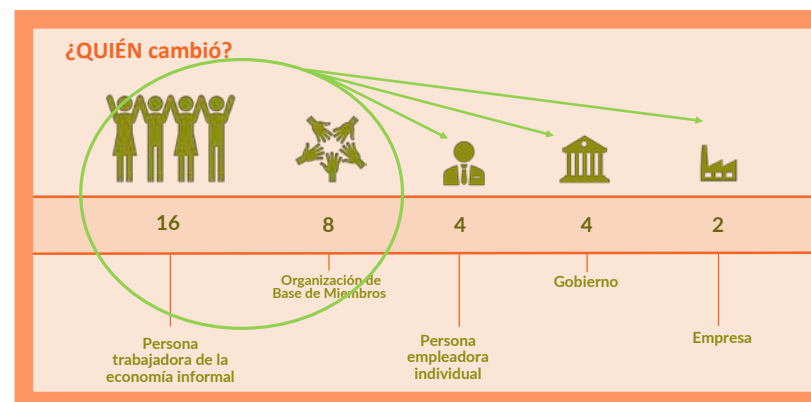 ¿QUIÉN cambió?
16
8
4
4
2
Organización de
Base de Miembros
Gobierno
Persona
trabajadora de la
economía informal
Persona
empleadora
individual
Empresa